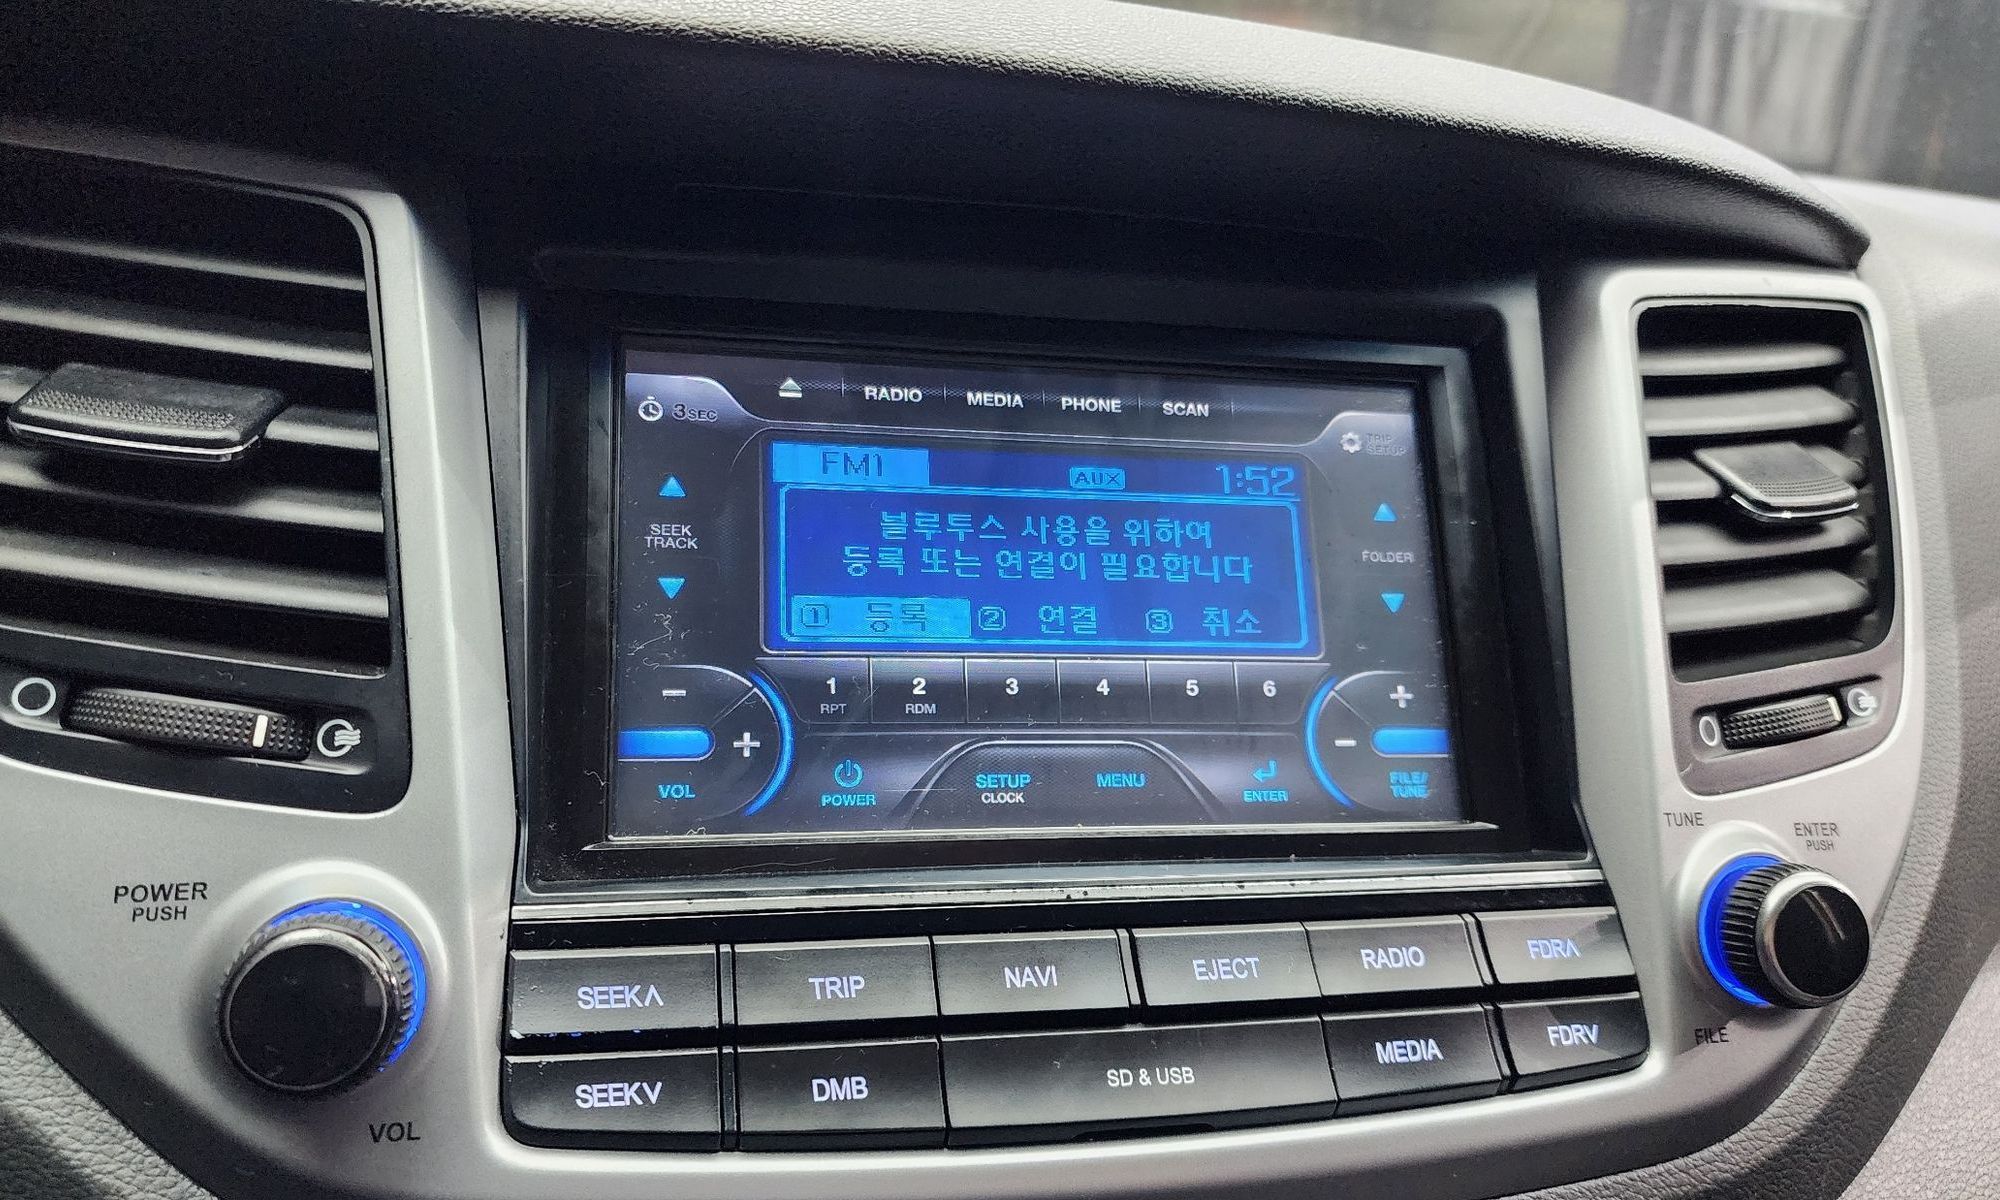 RADIO MEDIA PHONE SCAN
3SEC
TRIP
SETUP
FM1 AUX 1:52
블루투스 사용을 위하여
등록 또는 연결이 필요합니다
① 등록 ② 연결 ③ 취소
SEEK
TRACK
FOLDER
1 2 3 4 5 6
RPT RDM
− +
+ −
VOL
POWER
SETUP
CLOCK
MENU
ENTER
FILE/
TUNE
TUNE
ENTER
PUSH
FILE
POWER
PUSH
VOL
SEEK∧ TRIP NAVI EJECT RADIO FDR∧
SEEK∨ DMB SD & USB MEDIA FDR∨